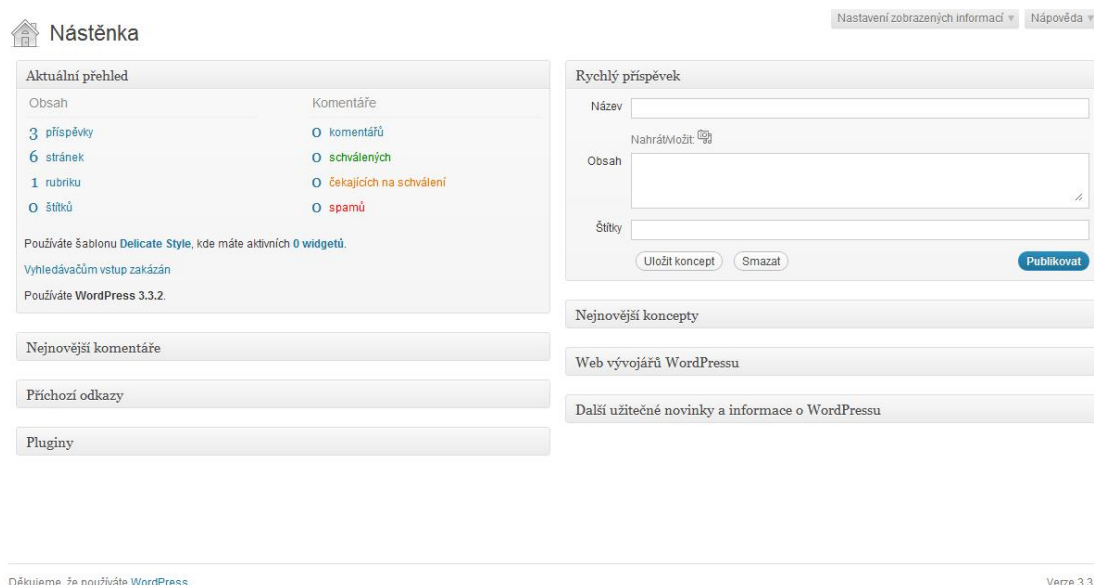 Nastavení zobrazených informací
Nápověda
Nástěnka
Aktuální přehled
Obsah
Komentáře
3 příspěvky
0 komentářů
6 stránek
0 schválených
1 rubriku
0 čekajících na schválení
0 štítků
0 spamů
Používáte šablonu Delicate Style, kde máte aktivních 0 widgetů.
Vyhledávačům vstup zakázán
Používáte WordPress 3.3.2.
Nejnovější komentáře
Příchozí odkazy
Pluginy
Rychlý příspěvek
Název
Nahrát/vložit:
Obsah
Štítky
Uložit koncept
Smazat
Publikovat
Nejnovější koncepty
Web vývojářů WordPressu
Další užitečné novinky a informace o WordPressu
Děkujeme, že používáte WordPress
Verze 3.3